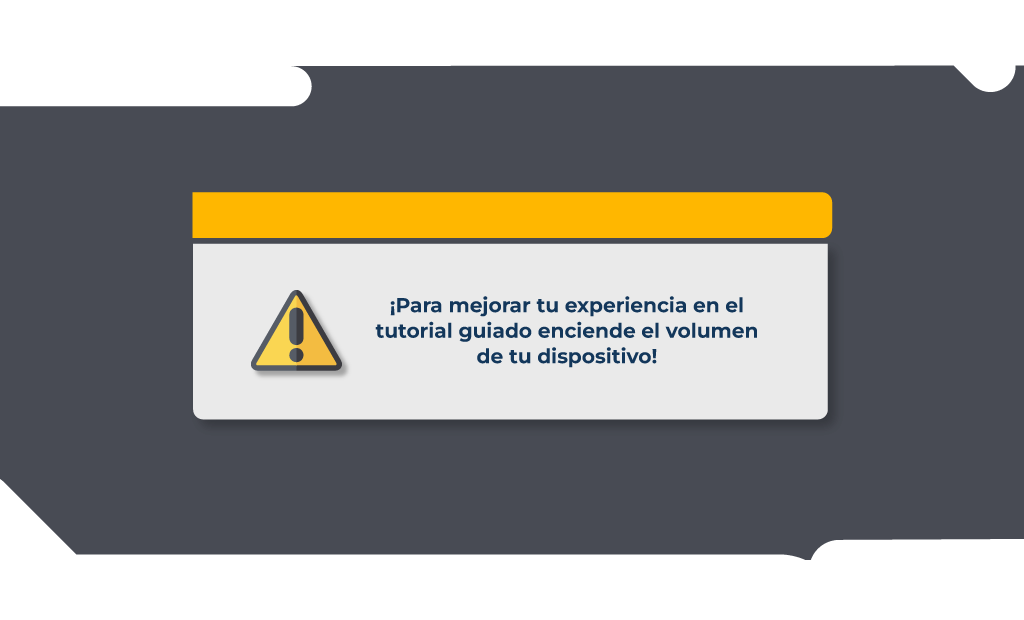 ¡Para mejorar tu experiencia en el
tutorial guiado enciende el volumen
de tu dispositivo!